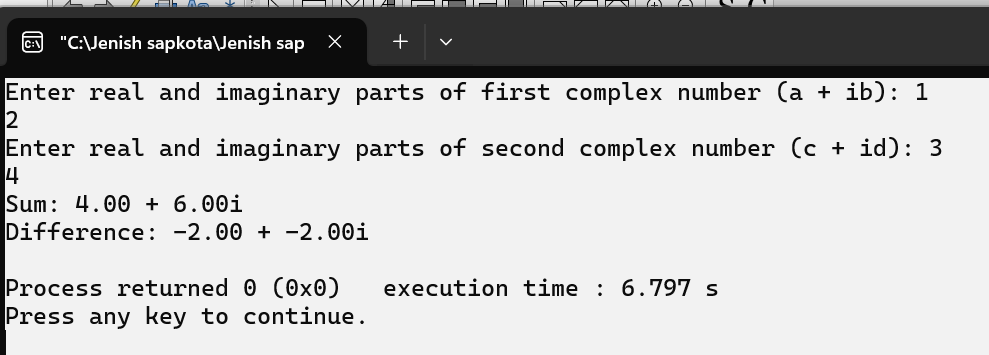 "C:\Jenish sapkota\Jenish sap
Enter real and imaginary parts of first complex number (a + ib): 1
2
Enter real and imaginary parts of second complex number (c + id): 3
4
Sum: 4.00 + 6.00i
Difference: -2.00 + -2.00i
Process returned 0 (0x0)   execution time : 6.797 s
Press any key to continue.